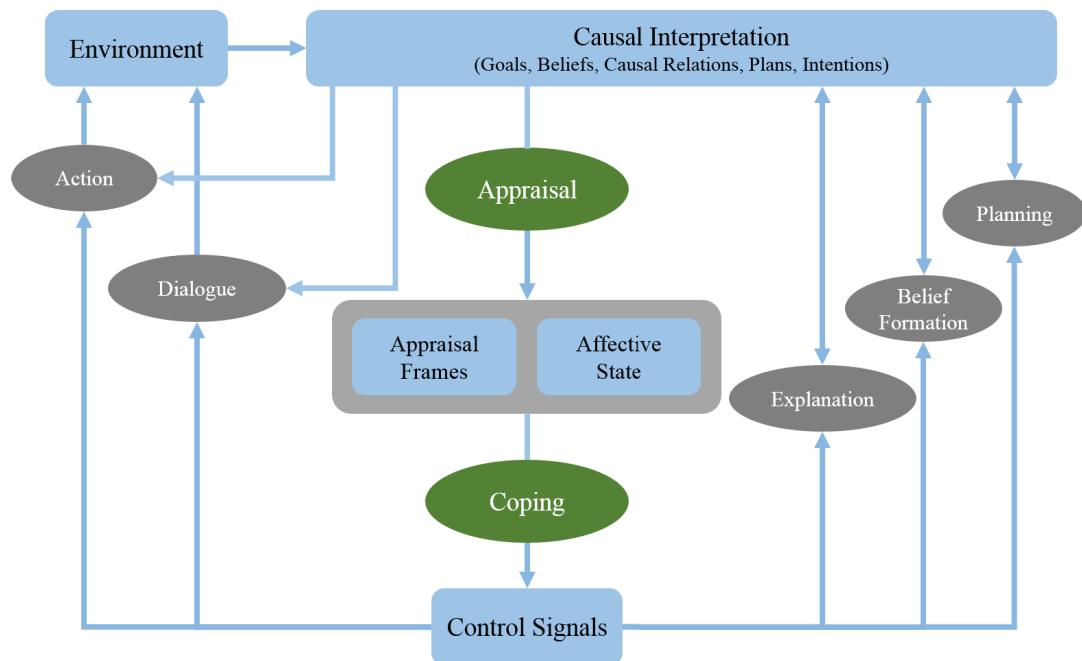 Environment
Causal Interpretation
(Goals, Beliefs, Causal Relations, Plans, Intentions)
Action
Appraisal
Planning
Dialogue
Belief
Formation
Appraisal
Frames
Affective
State
Explanation
Coping
Control Signals